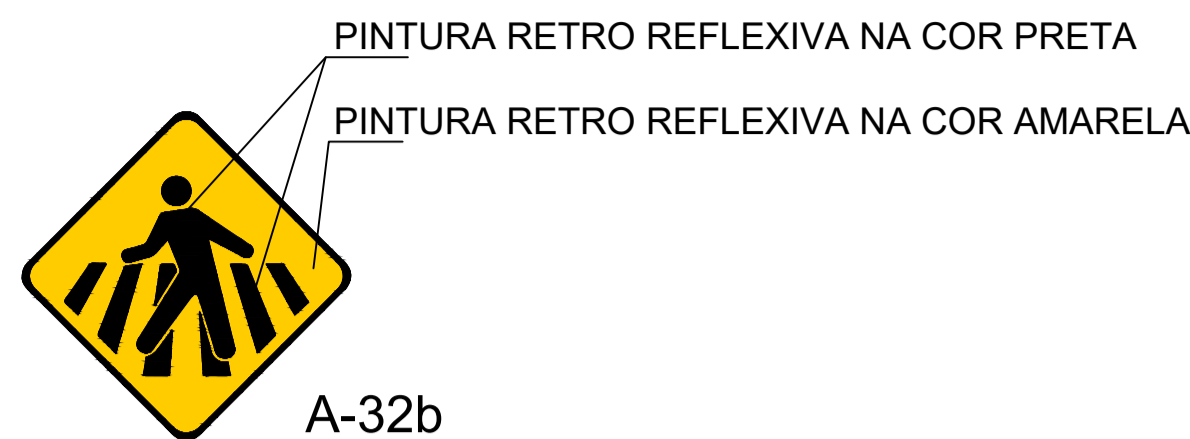 PINTURA RETRO REFLEXIVA NA COR PRETA
PINTURA RETRO REFLEXIVA NA COR AMARELA
A-32b